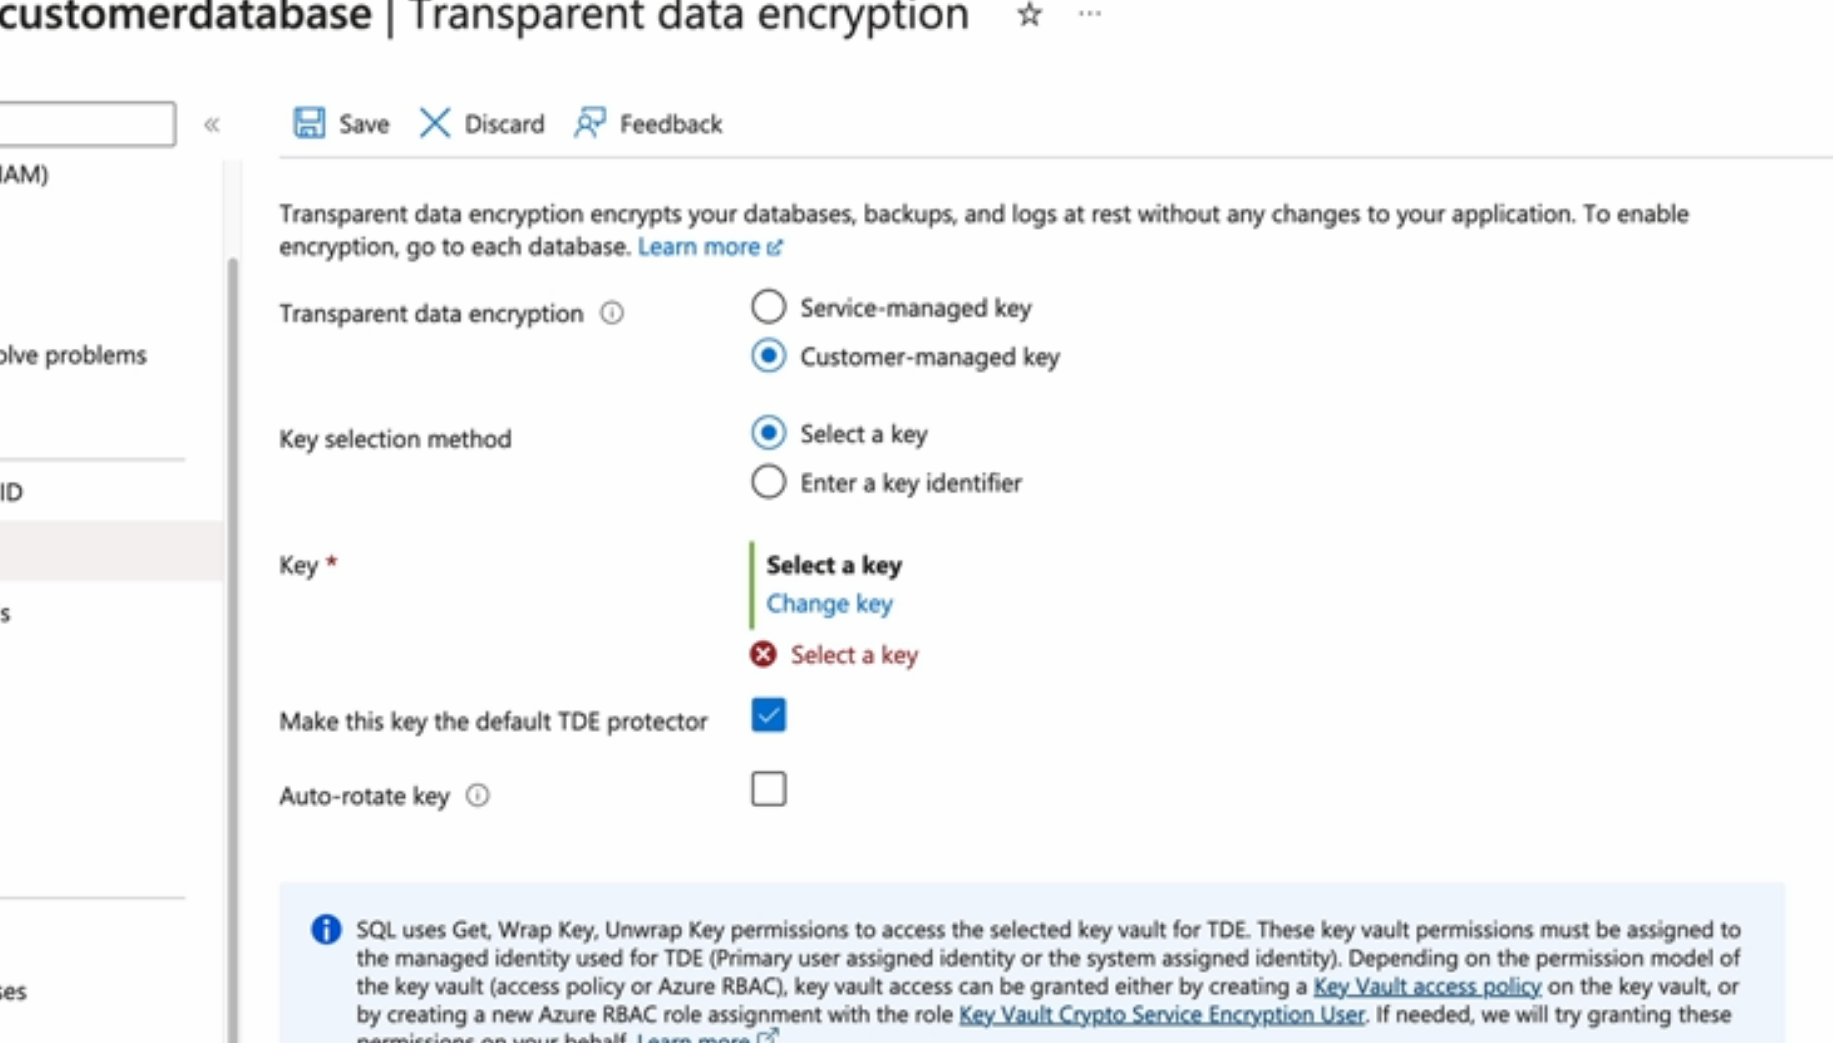 customerdatabase | Transparent data encryption
Save Discard Feedback
IAM)
Transparent data encryption encrypts your databases, backups, and logs at rest without any changes to your application. To enable
encryption, go to each database. Learn more
Transparent data encryption
Service-managed key
Customer-managed key
olve problems
Key selection method
Select a key
Enter a key identifier
ID
Key *
Select a key
Change key
s
Select a key
Make this key the default TDE protector
Auto-rotate key
SQL uses Get, Wrap Key, Unwrap Key permissions to access the selected key vault for TDE. These key vault permissions must be assigned to
the managed identity used for TDE (Primary user assigned identity or the system assigned identity). Depending on the permission model of
the key vault (access policy or Azure RBAC), key vault access can be granted either by creating a Key Vault access policy on the key vault, or
ses
by creating a new Azure RBAC role assignment with the role Key Vault Crypto Service Encryption User. If needed, we will try granting these
permissions on your behalf. Learn more